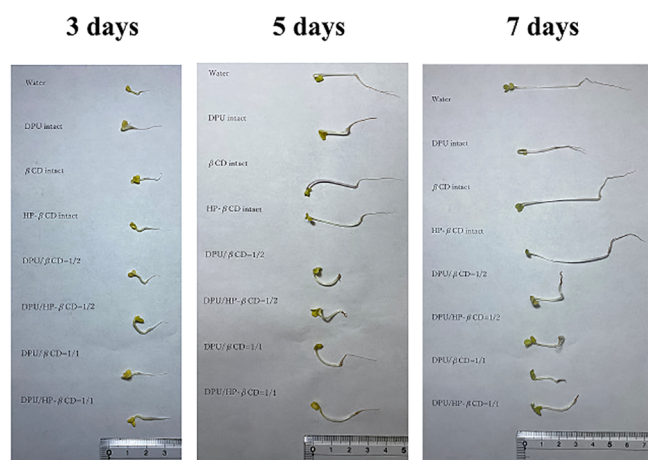 3 days
5 days
7 days
Water
DPU intact
βCD intact
HP-βCD intact
DPU/βCD=1/2
DPU/HP-βCD=1/2
DPU/βCD=1/1
DPU/HP-βCD=1/1
0 1 2 3
Water
DPU intact
βCD intact
HP-βCD intact
DPU/βCD=1/2
DPU/HP-βCD=1/2
DPU/βCD=1/1
DPU/HP-βCD=1/1
0 1 2 3 4 5
Water
DPU intact
βCD intact
HP-βCD intact
DPU/βCD=1/2
DPU/HP-βCD=1/2
DPU/βCD=1/1
DPU/HP-βCD=1/1
0 1 2 3 4 5 6 7